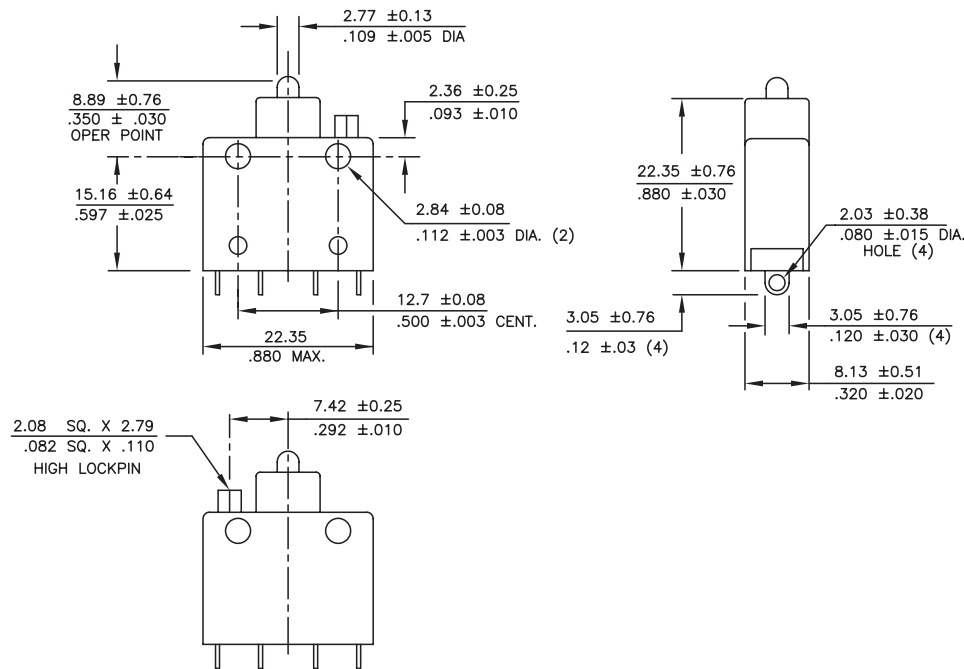 2.77 ±0.13
.109 ±.005 DIA
8.89 ±0.76
.350 ± .030
OPER POINT
2.36 ±0.25
.093 ±.010
15.16 ±0.64
.597 ±.025
2.84 ±0.08
.112 ±.003 DIA. (2)
12.7 ±0.08
.500 ±.003 CENT.
22.35
.880 MAX.
22.35 ±0.76
.880 ±.030
2.03 ±0.38
.080 ±.015 DIA.
HOLE (4)
3.05 ±0.76
.12 ±.03 (4)
3.05 ±0.76
.120 ±.030 (4)
8.13 ±0.51
.320 ±.020
7.42 ±0.25
.292 ±.010
2.08 SQ. X 2.79
.082 SQ. X .110
HIGH LOCKPIN